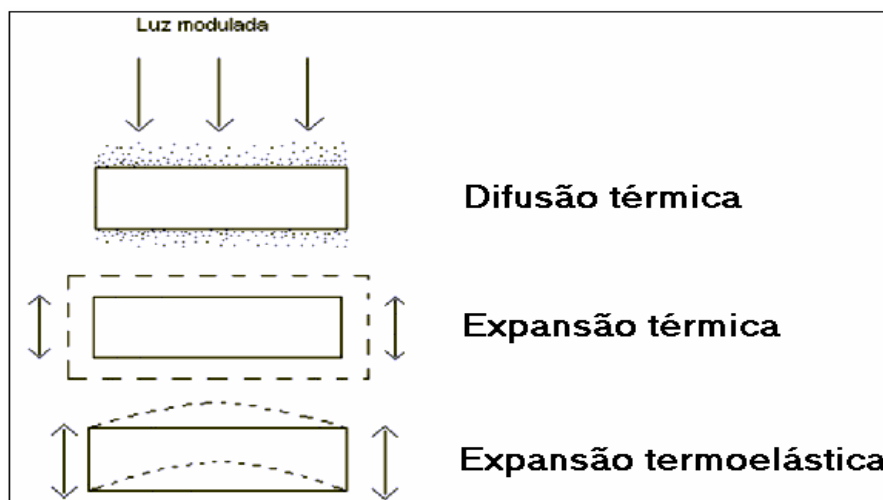 Luz modulada
Difusão térmica
Expansão térmica
Expansão termoelástica